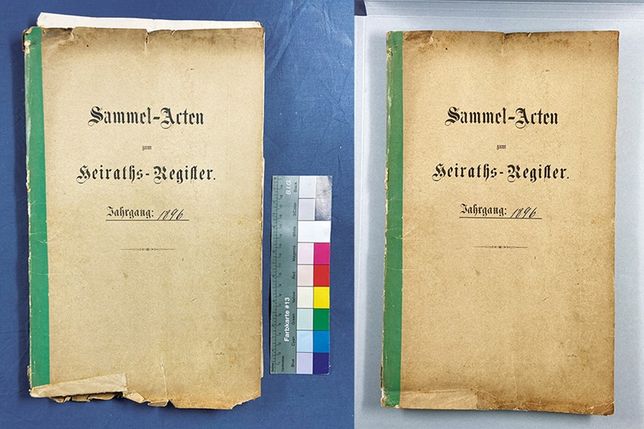 Sammel-Acten
zum
Heiraths-Register.
Jahrgang: 1896
Farbkarte #13
B.I.G.
Sammel-Acten
zum
Heiraths-Register.
Jahrgang: 1896